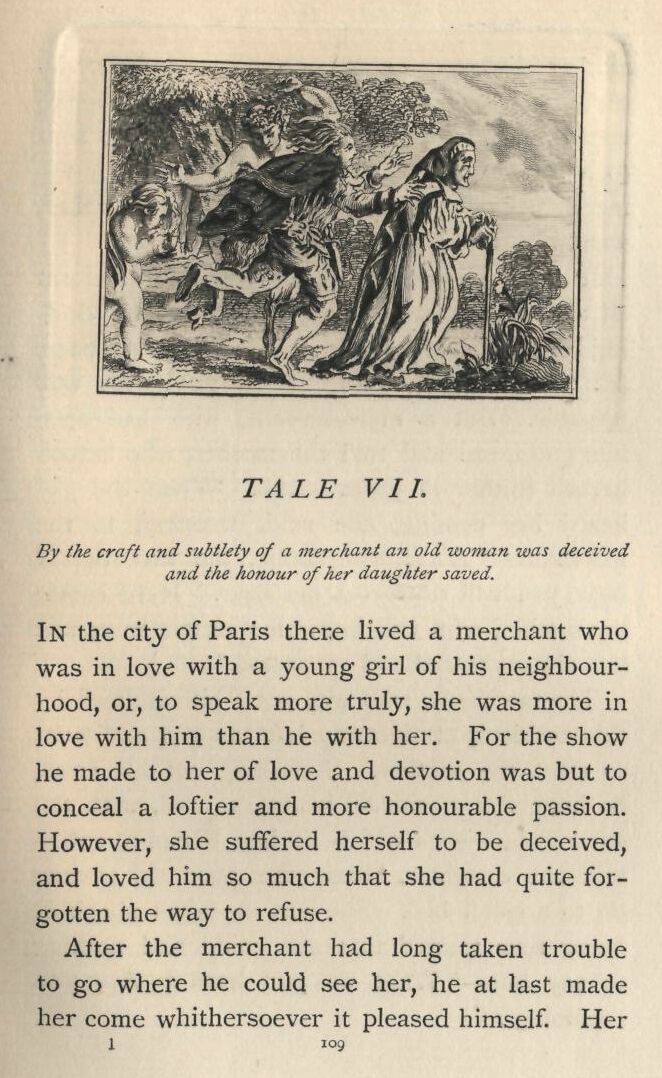 TALE VII.
By the craft and subtlety of a merchant an old woman was deceived
and the honour of her daughter saved.
IN the city of Paris there lived a merchant who
was in love with a young girl of his neighbour-
hood, or, to speak more truly, she was more in
love with him than he with her. For the show
he made to her of love and devotion was but to
conceal a loftier and more honourable passion.
However, she suffered herself to be deceived,
and loved him so much that she had quite for-
gotten the way to refuse.
After the merchant had long taken trouble
to go where he could see her, he at last made
her come whithersoever it pleased himself. Her
1 109